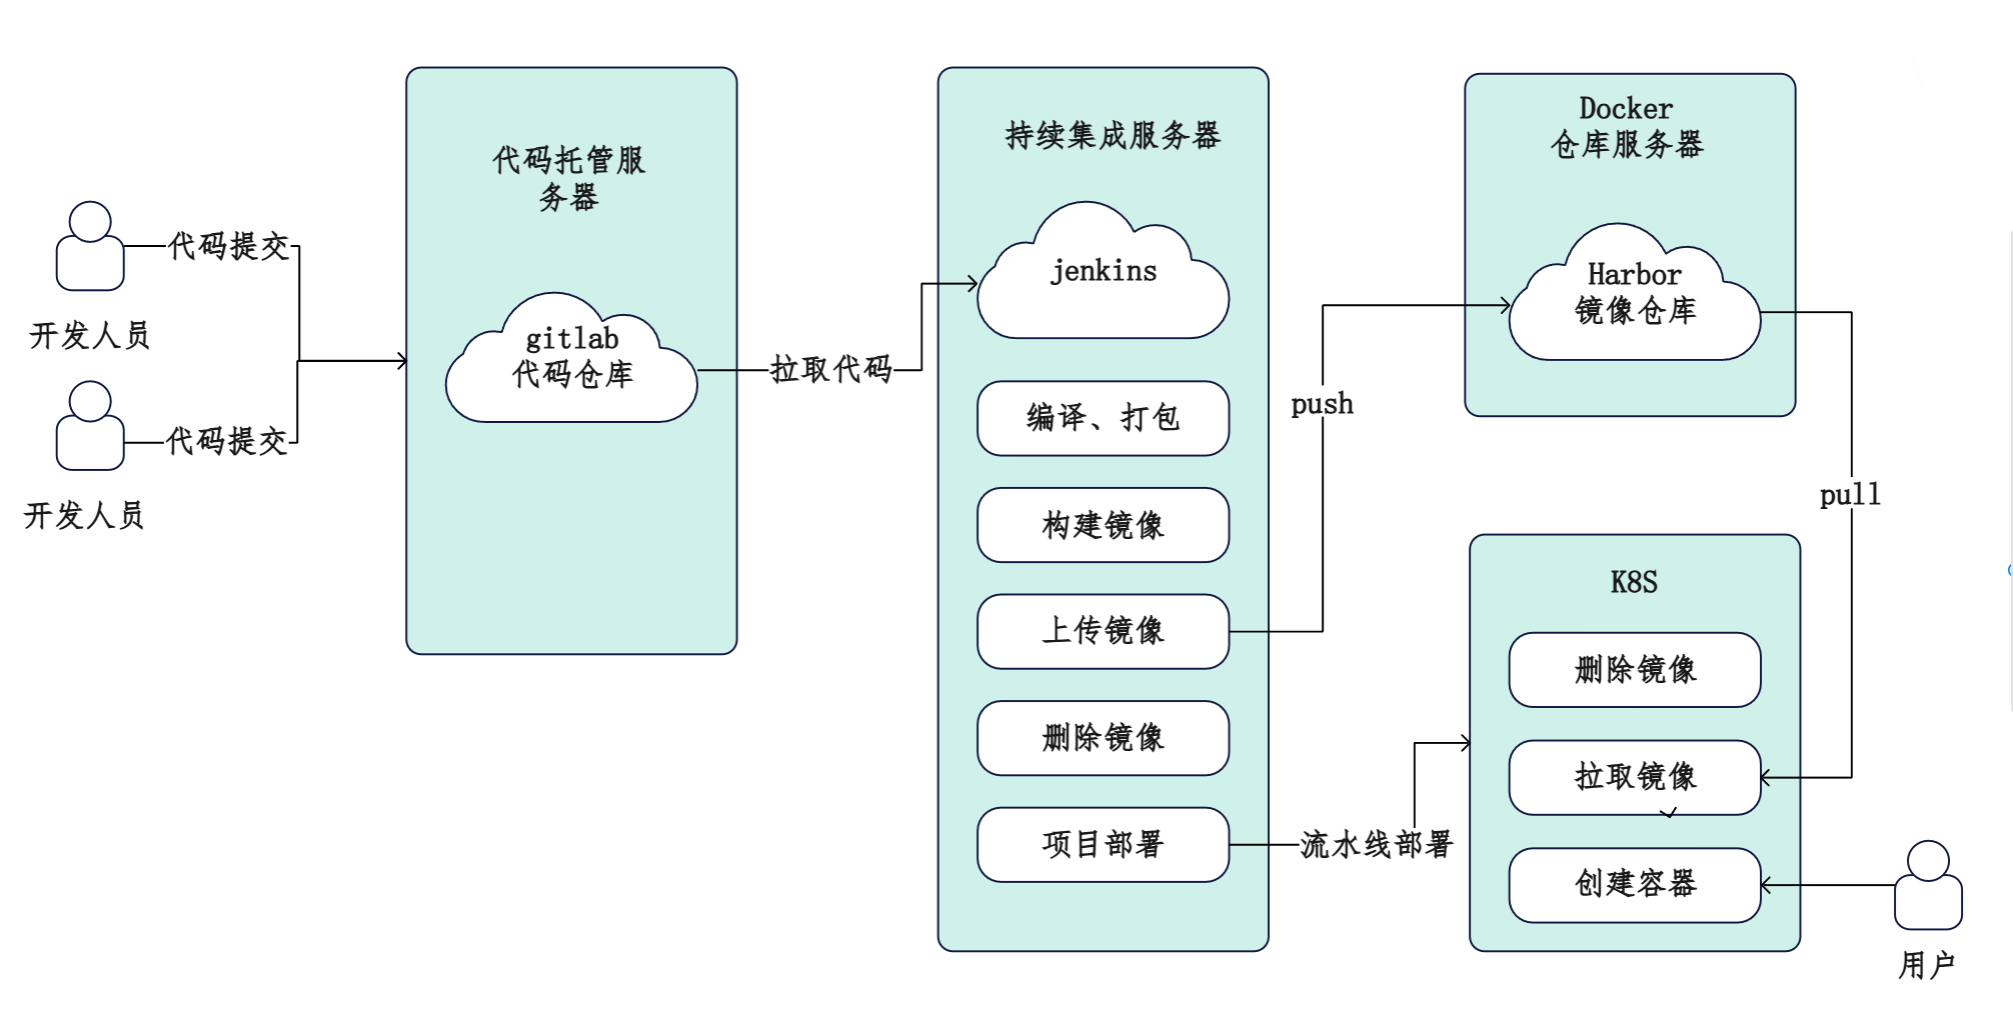 代码提交
开发人员
代码提交
开发人员
代码托管服
务器
gitlab
代码仓库
拉取代码
持续集成服务器
jenkins
编译、打包
构建镜像
上传镜像
删除镜像
项目部署
push
流水线部署
Docker
仓库服务器
Harbor
镜像仓库
pull
K8S
删除镜像
拉取镜像
创建容器
用户